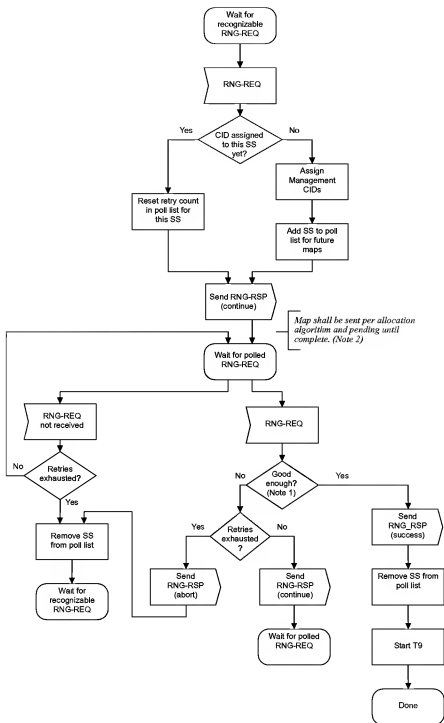 Wait for
recognizable
RNG-REQ
RNG-REQ
Yes
CID assigned
to this SS
yet?
No
Reset retry count
in poll list for
this SS
Assign
Management
CIDs
Add SS to poll
list for future
maps
Send RNG-RSP
(continue)
Map shall be sent per allocation
algorithm and pending until
complete. (Note 2)
Wait for polled
RNG-REQ
RNG-REQ
not received
RNG-REQ
No
Retries
exhausted?
Yes
No
Good
enough?
(Note 1)
Yes
Remove SS
from poll list
Yes
Retries
exhausted
?
No
Send
RNG_RSP
(success)
Wait for
recognizable
RNG-REQ
Send
RNG-RSP
(abort)
Send
RNG-RSP
(continue)
Remove SS from
poll list
Wait for polled
RNG-REQ
Start T9
Done